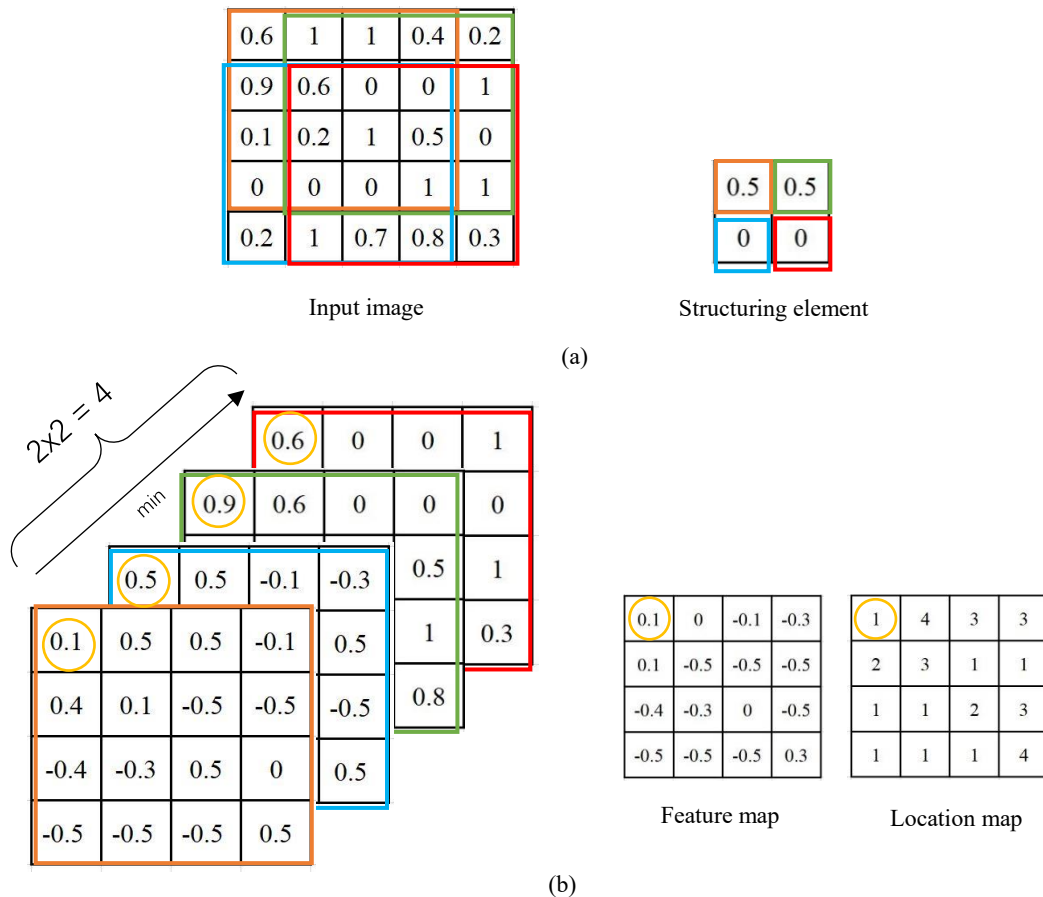 0.6 1 1 0.4 0.2
0.9 0.6 0 0 1
0.1 0.2 1 0.5 0
0 0 0 1 1
0.2 1 0.7 0.8 0.3
Input image
0.5 0.5
0 0
Structuring element
(a)
2x2 = 4
min
0.6 0 0 1
0
1
0.3
0.9 0.6 0 0
0.5
1
0.8
0.5 0.5 -0.1 -0.3
0.5
-0.5
0.5
0.1 0.5 0.5 -0.1
0.4 0.1 -0.5 -0.5
-0.4 -0.3 0.5 0
-0.5 -0.5 -0.5 0.5
0.1 0 -0.1 -0.3
0.1 -0.5 -0.5 -0.5
-0.4 -0.3 0 -0.5
-0.5 -0.5 -0.5 0.3
Feature map
1 4 3 3
2 3 1 1
1 1 2 3
1 1 1 4
Location map
(b)